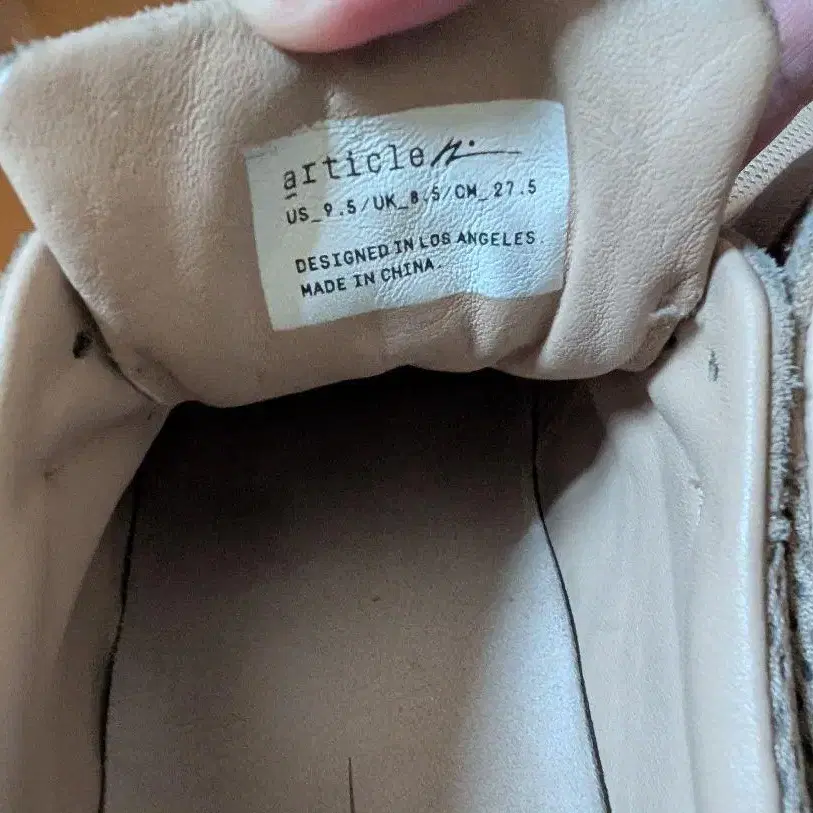 article
US_9.5/UK_8.5/CM_27.5
DESIGNED IN LOS ANGELES.
MADE IN CHINA.